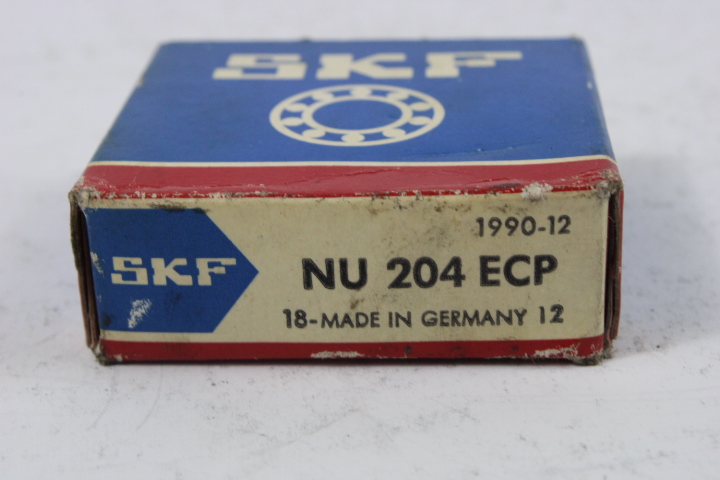 SKF
1990-12
SKF
NU 204 ECP
18-MADE IN GERMANY 12